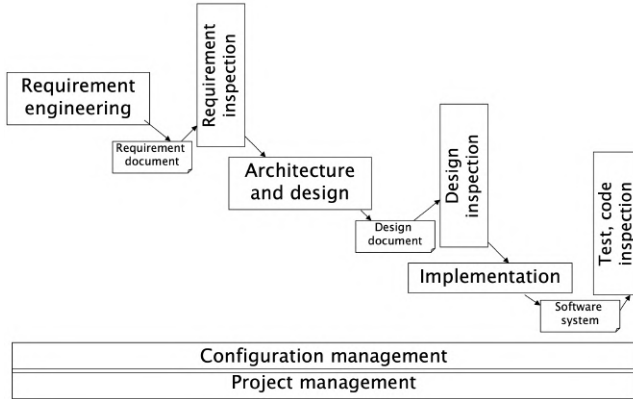 Requirement
engineering
Requirement
document
Requirement
inspection
Architecture
and design
Design
document
Design
inspection
Implementation
Software
system
Test, code
inspection
Configuration management
Project management